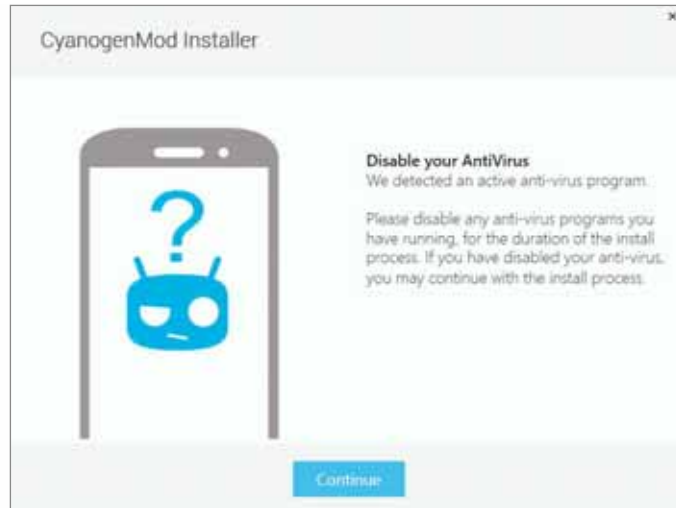 CyanogenMod Installer
Disable your AntiVirus
We detected an active anti-virus program.
Please disable any anti-virus programs you
have running, for the duration of the install
process. If you have disabled your anti-virus,
you may continue with the install process.
Continue